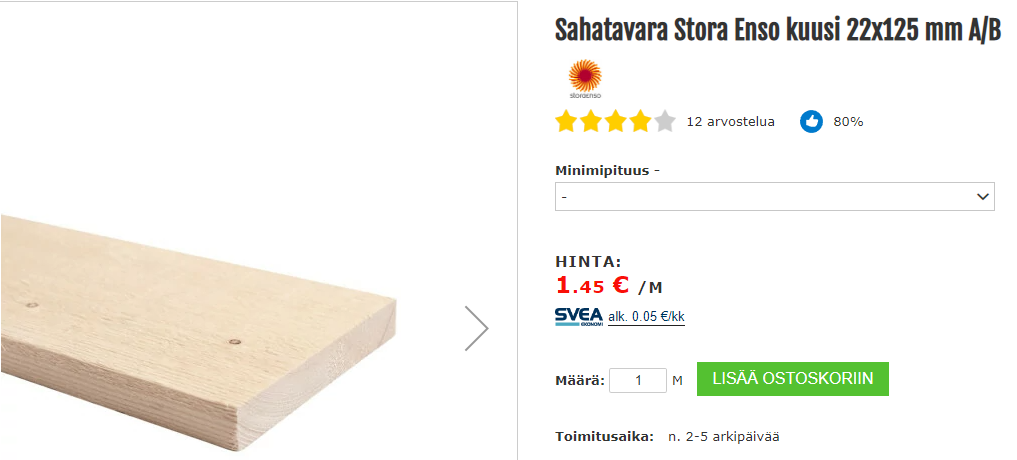 Sahatavara Stora Enso kuusi 22x125 mm A/B
storaenso
12 arvostelua 80%
Minimipituus -
-
HINTA:
1.45 € /M
SVEA EKONOMI alk. 0.05 €/kk
Määrä: 1 M LISÄÄ OSTOSKORIIN
Toimitusaika: n. 2-5 arkipäivää